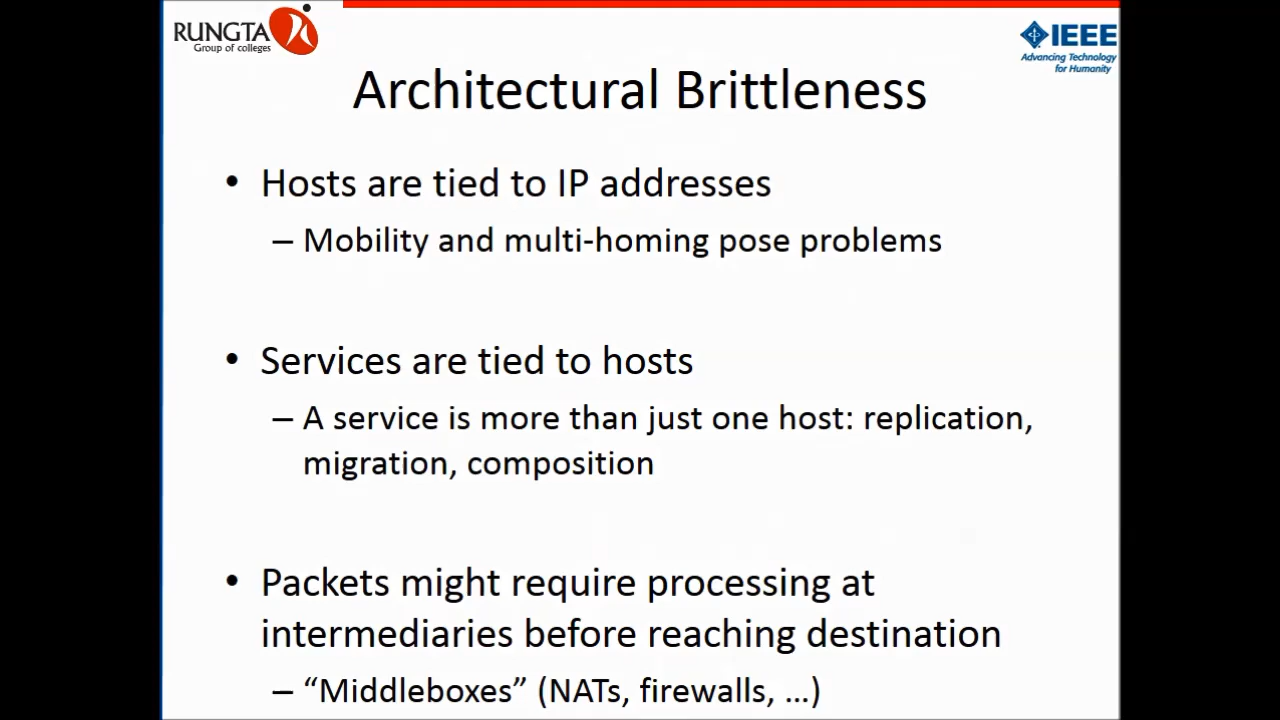 RUNGTA
Group of colleges
IEEE
Advancing Technology
for Humanity
Architectural Brittleness
• Hosts are tied to IP addresses
– Mobility and multi-homing pose problems
• Services are tied to hosts
– A service is more than just one host: replication,
migration, composition
• Packets might require processing at
intermediaries before reaching destination
– “Middleboxes” (NATs, firewalls, …)